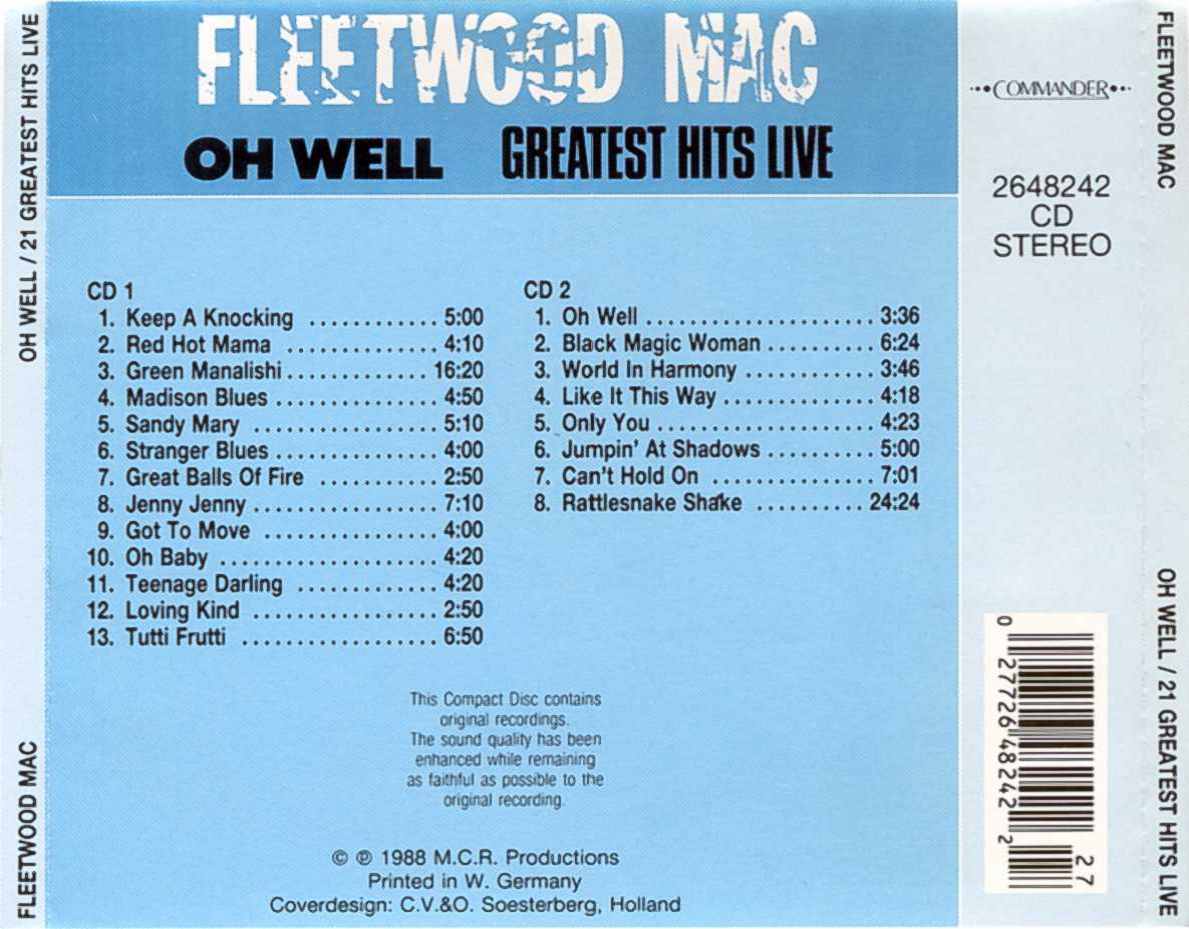 FLEETWOOD MAC
OH WELL GREATEST HITS LIVE
CD 1
1. Keep A Knocking ............ 5:00
2. Red Hot Mama .............. 4:10
3. Green Manalishi ............. 16:20
4. Madison Blues ............... 4:50
5. Sandy Mary ................. 5:10
6. Stranger Blues ............... 4:00
7. Great Balls Of Fire ........... 2:50
8. Jenny Jenny ................. 7:10
9. Got To Move ................ 4:00
10. Oh Baby .................... 4:20
11. Teenage Darling ............. 4:20
12. Loving Kind ................. 2:50
13. Tutti Frutti .................. 6:50
CD 2
1. Oh Well ..................... 3:36
2. Black Magic Woman .......... 6:24
3. World In Harmony ............ 3:46
4. Like It This Way .............. 4:18
5. Only You .................... 4:23
6. Jumpin' At Shadows .......... 5:00
7. Can't Hold On ............... 7:01
8. Rattlesnake Shake .......... 24:24
This Compact Disc contains
original recordings.
The sound quality has been
enhanced while remaining
as faithful as possible to the
original recording.
© ℗ 1988 M.C.R. Productions
Printed in W. Germany
Coverdesign: C.V.&O. Soesterberg, Holland
COMMANDER
2648242
CD
STEREO
0 27726 48242 2
27
OH WELL / 21 GREATEST HITS LIVE
FLEETWOOD MAC
FLEETWOOD MAC
OH WELL / 21 GREATEST HITS LIVE